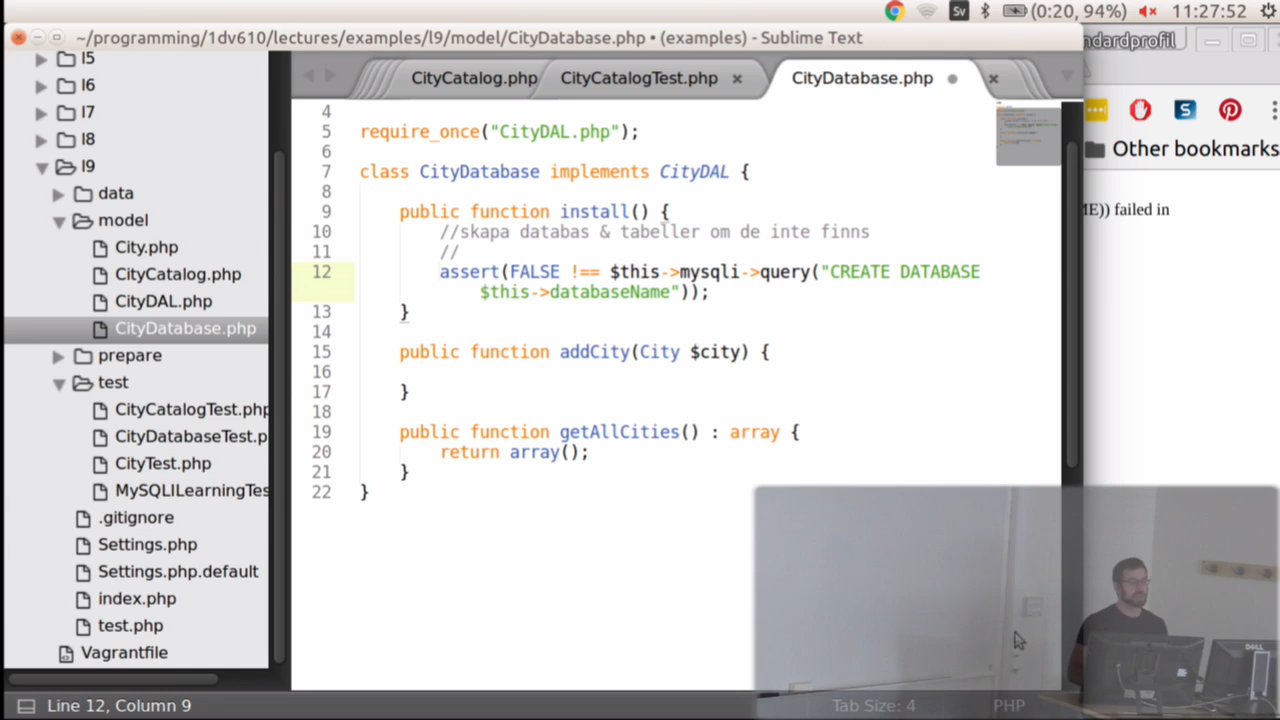 Sv
(0:20, 94%)
11:27:52
~/programming/1dv610/lectures/examples/l9/model/CityDatabase.php • (examples) - Sublime Text
ndardprofil
l5
l6
l7
l8
l9
data
model
City.php
CityCatalog.php
CityDAL.php
CityDatabase.php
prepare
test
CityCatalogTest.php
CityDatabaseTest.p
CityTest.php
MySQLILearningTes
.gitignore
Settings.php
Settings.php.default
index.php
test.php
Vagrantfile
CityCatalog.php
CityCatalogTest.php ×
CityDatabase.php
×
4
5 require_once("CityDAL.php");
6
7 class CityDatabase implements CityDAL {
8
9 public function install() {
10 //skapa databas & tabeller om de inte finns
11 //
12 assert(FALSE !== $this->mysqli->query("CREATE DATABASE
$this->databaseName"));
13 }
14
15 public function addCity(City $city) {
16
17 }
18
19 public function getAllCities() : array {
20 return array();
21 }
22 }
Other bookmarks
ME)) failed in
DELL
Line 12, Column 9
Tab Size: 4
PHP